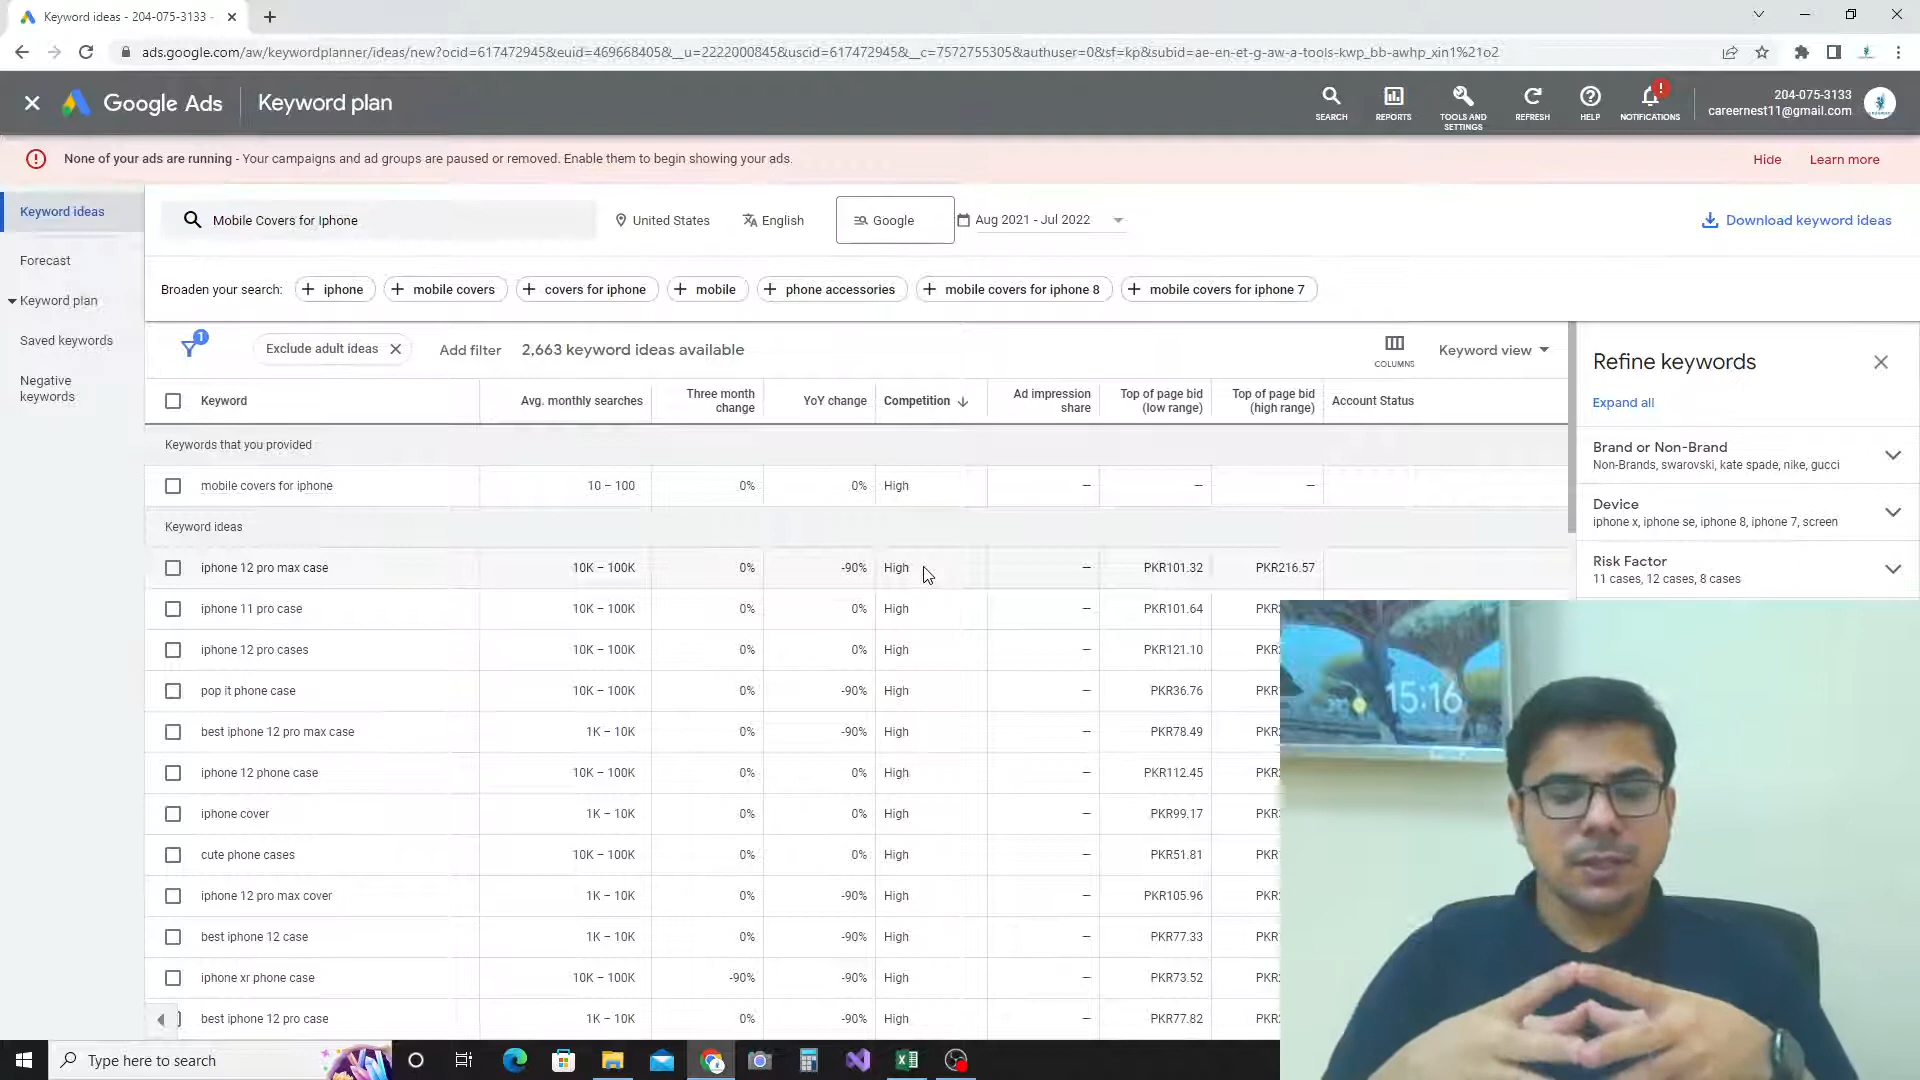 Keyword ideas - 204-075-3133 -
ads.google.com/aw/keywordplanner/ideas/new?ocid=617472945&euid=469668405&__u=2222000845&uscid=617472945&__c=7572755305&authuser=0&sf=kp&subid=ae-en-et-g-aw-a-tools-kwp_bb-awhp_xin1%21o2
Google Ads Keyword plan
SEARCH REPORTS TOOLS AND SETTINGS REFRESH HELP NOTIFICATIONS
204-075-3133
careernest11@gmail.com
None of your ads are running - Your campaigns and ad groups are paused or removed. Enable them to begin showing your ads. Hide Learn more
Keyword ideas
Forecast
Keyword plan
Saved keywords
Negative
keywords
Mobile Covers for Iphone United States English Google Aug 2021 - Jul 2022 Download keyword ideas
Broaden your search: iphone mobile covers covers for iphone mobile phone accessories mobile covers for iphone 8 mobile covers for iphone 7
1 Exclude adult ideas Add filter 2,663 keyword ideas available COLUMNS Keyword view
Keyword Avg. monthly searches Three month change YoY change Competition Ad impression share Top of page bid (low range) Top of page bid (high range) Account Status
Keywords that you provided
mobile covers for iphone 10 – 100 0% 0% High — — —
Keyword ideas
iphone 12 pro max case 10K – 100K 0% -90% High — PKR101.32 PKR216.57
iphone 11 pro case 10K – 100K 0% 0% High — PKR101.64
iphone 12 pro cases 10K – 100K 0% 0% High — PKR121.10
pop it phone case 10K – 100K 0% -90% High — PKR36.76
best iphone 12 pro max case 1K – 10K 0% -90% High — PKR78.49
iphone 12 phone case 10K – 100K 0% 0% High — PKR112.45
iphone cover 1K – 10K 0% 0% High — PKR99.17
cute phone cases 10K – 100K 0% 0% High — PKR51.81
iphone 12 pro max cover 1K – 10K 0% -90% High — PKR105.96
best iphone 12 case 1K – 10K 0% -90% High — PKR77.33
iphone xr phone case 10K – 100K -90% -90% High — PKR73.52
best iphone 12 pro case 1K – 10K 0% -90% High — PKR77.82
Refine keywords
Expand all
Brand or Non-Brand
Non-Brands, swarovski, kate spade, nike, gucci
Device
iphone x, iphone se, iphone 8, iphone 7, screen
Risk Factor
11 cases, 12 cases, 8 cases
15:16
Type here to search